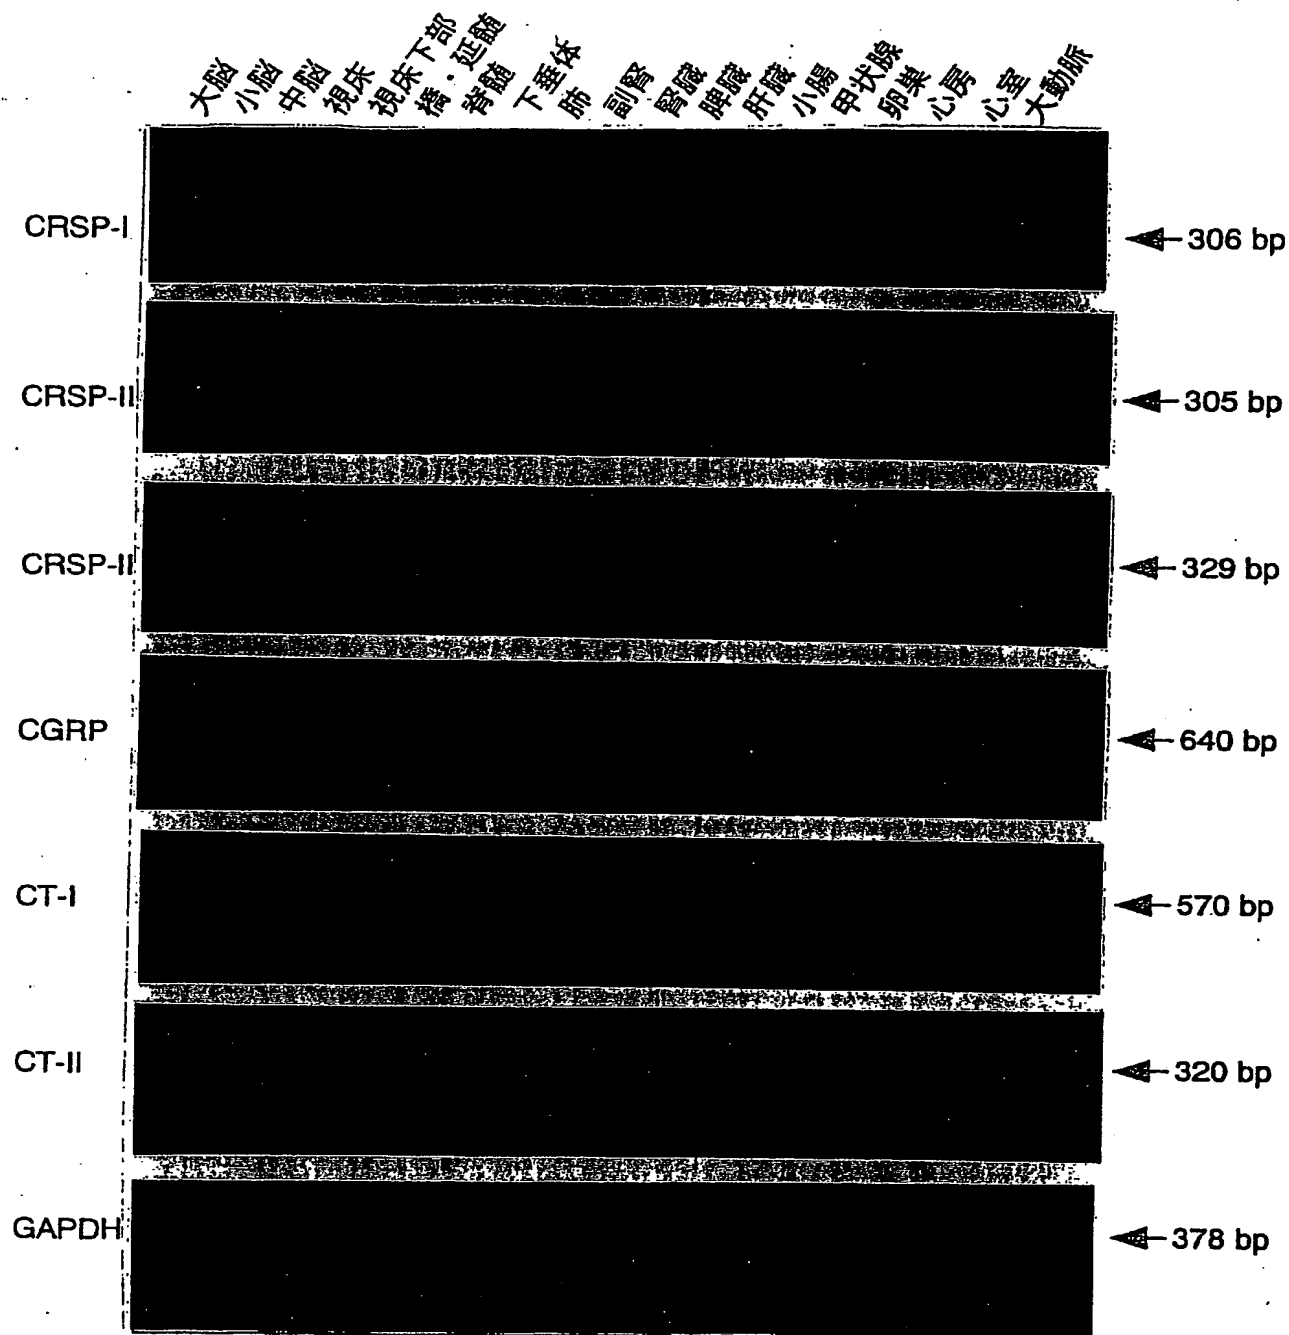 大脳 小脳 中脳 視床 視床下部 橋・延髄 脊髄 下垂体 肺 副腎 腎臓 脾臓 肝臓 小腸 甲状腺 卵巣 心房 心室 大動脈
CRSP-I 306 bp
CRSP-II 305 bp
CRSP-II 329 bp
CGRP 640 bp
CT-I 570 bp
CT-II 320 bp
GAPDH 378 bp